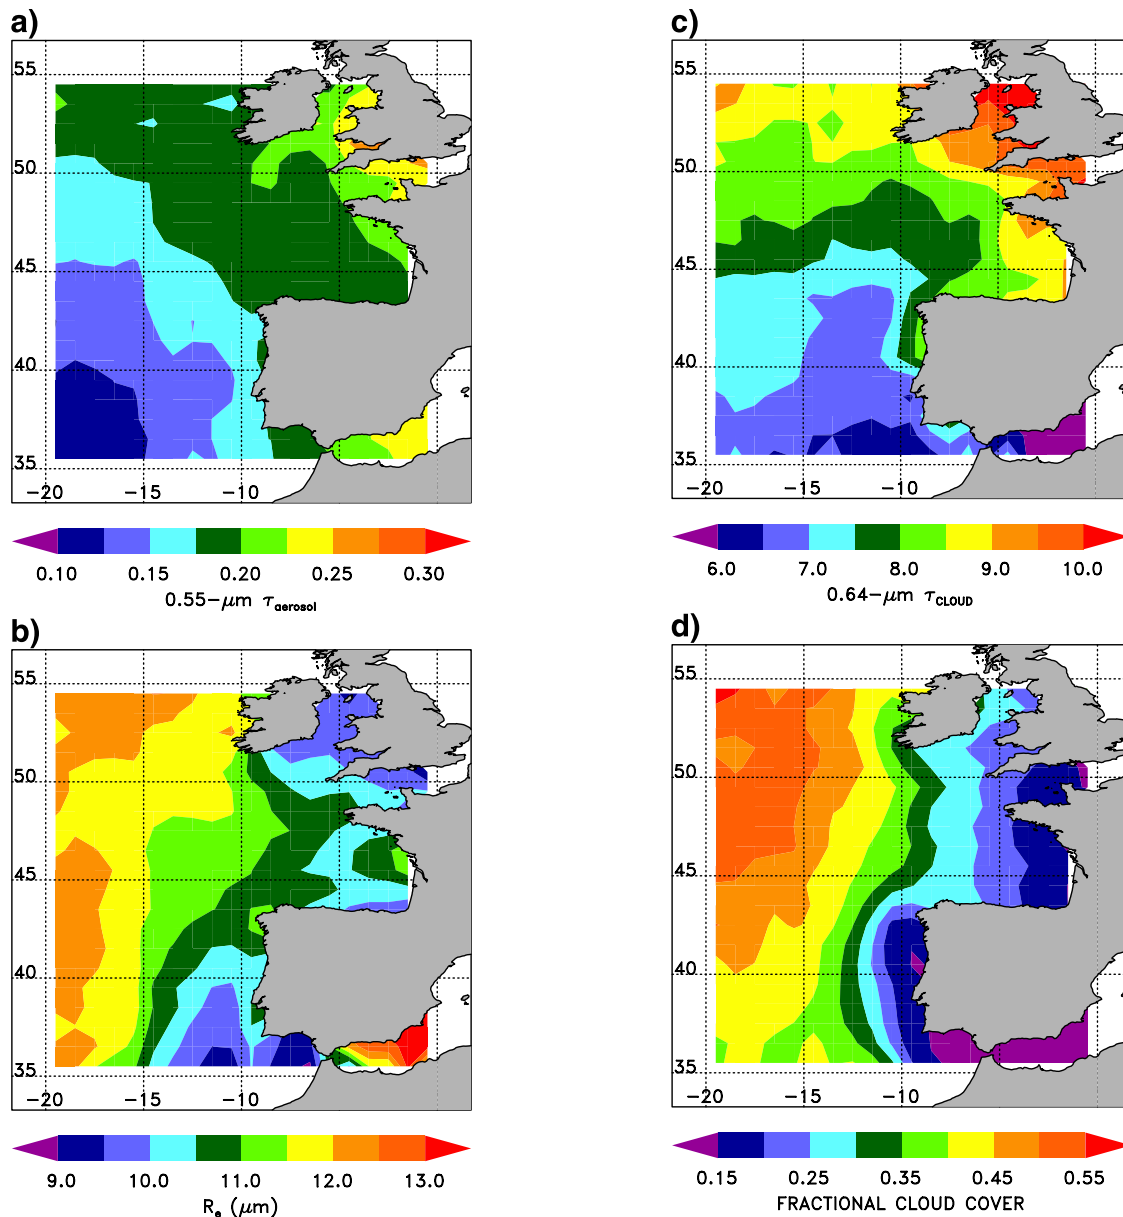 a)
55
50
45
40
35
−20 −15 −10
0.10 0.15 0.20 0.25 0.30
0.55−μm τaerosol
c)
55
50
45
40
35
−20 −15 −10
6.0 7.0 8.0 9.0 10.0
0.64−μm τCLOUD
b)
55
50
45
40
35
−20 −15 −10
9.0 10.0 11.0 12.0 13.0
Re (μm)
d)
55
50
45
40
35
−20 −15 −10
0.15 0.25 0.35 0.45 0.55
FRACTIONAL CLOUD COVER